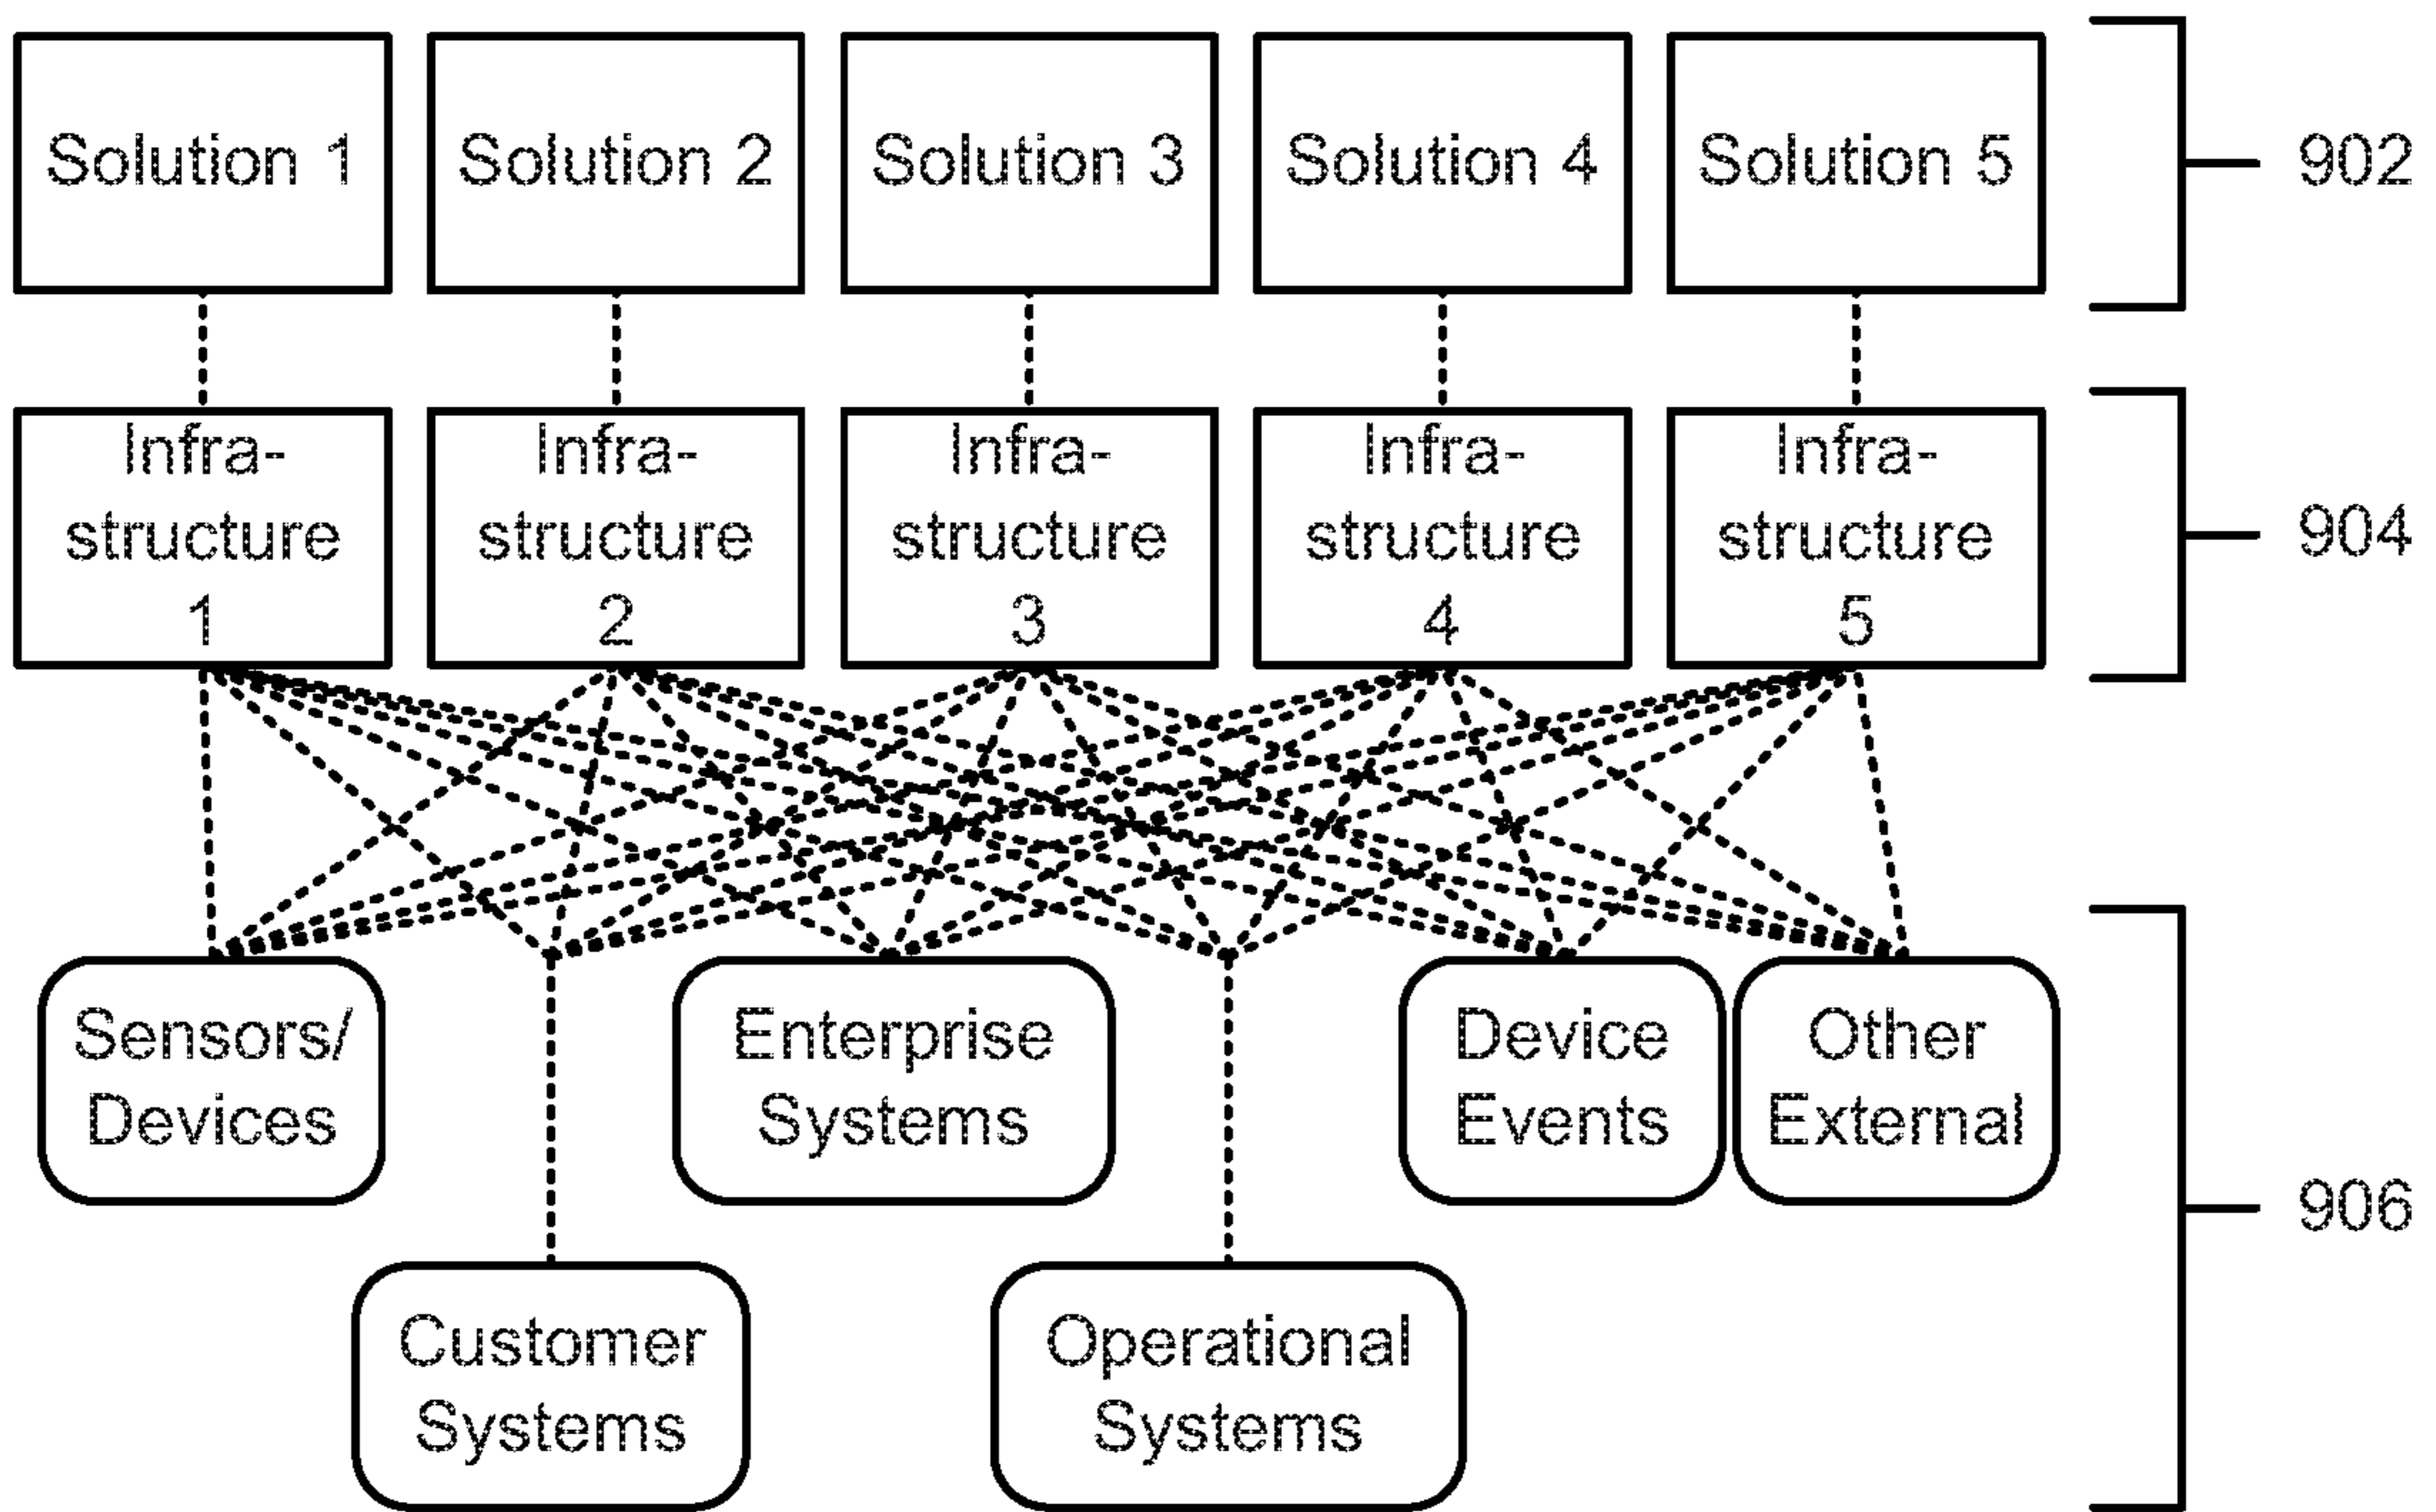 Solution 1
Solution 2
Solution 3
Solution 4
Solution 5
902
Infra-
structure
1
Infra-
structure
2
Infra-
structure
3
Infra-
structure
4
Infra-
structure
5
904
Sensors/
Devices
Enterprise
Systems
Device
Events
Other
External
906
Customer
Systems
Operational
Systems